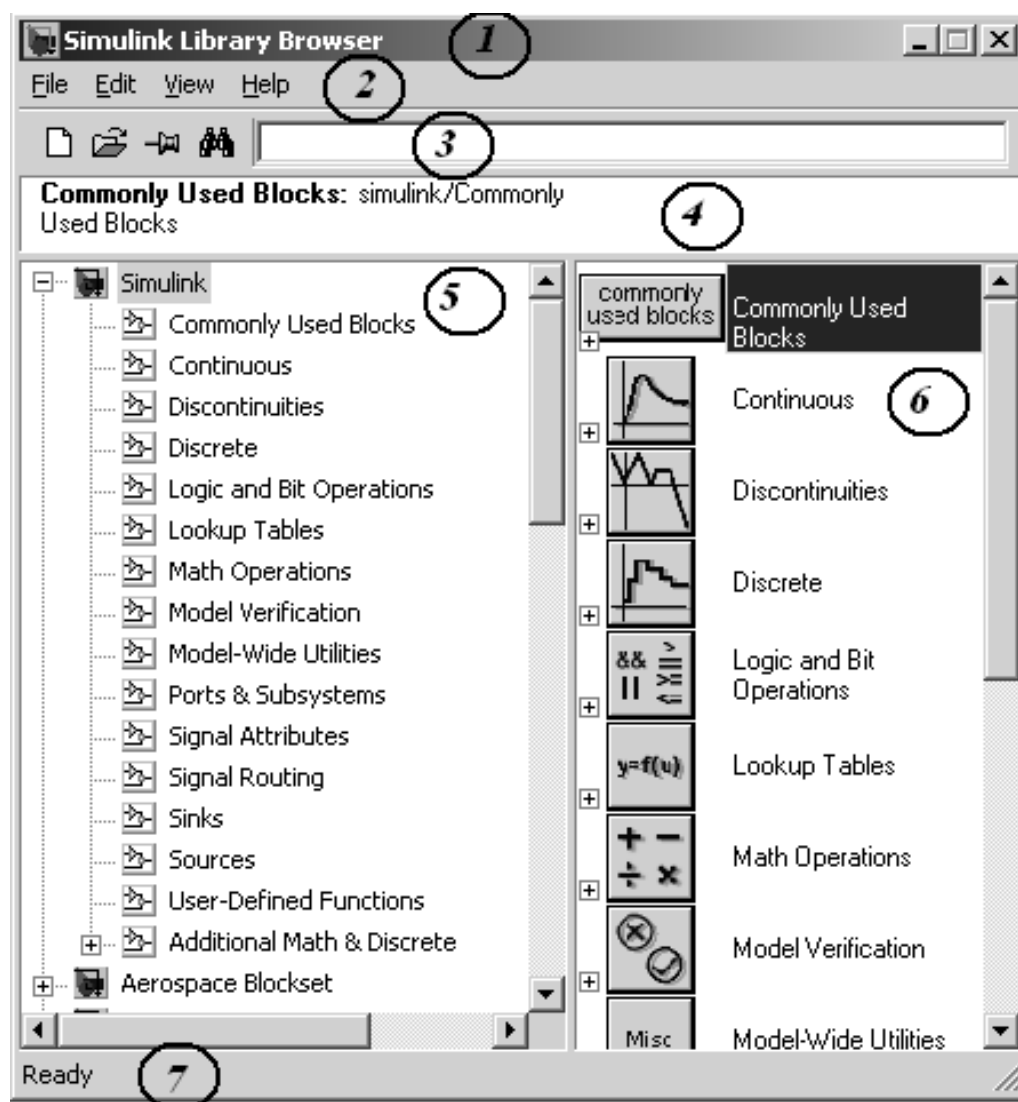 Simulink Library Browser 1
File Edit View Help 2
3
Commonly Used Blocks: simulink/Commonly
Used Blocks
4
Simulink
5
Commonly Used Blocks
Continuous
Discontinuities
Discrete
Logic and Bit Operations
Lookup Tables
Math Operations
Model Verification
Model-Wide Utilities
Ports & Subsystems
Signal Attributes
Signal Routing
Sinks
Sources
User-Defined Functions
Additional Math & Discrete
Aerospace Blockset
commonly
used blocks
Commonly Used
Blocks
Continuous
6
Discontinuities
Discrete
&& >
|| >=
<=
Logic and Bit
Operations
y=f(u)
Lookup Tables
+ −
÷ ×
Math Operations
Model Verification
Misc
Model-Wide Utilities
Ready 7